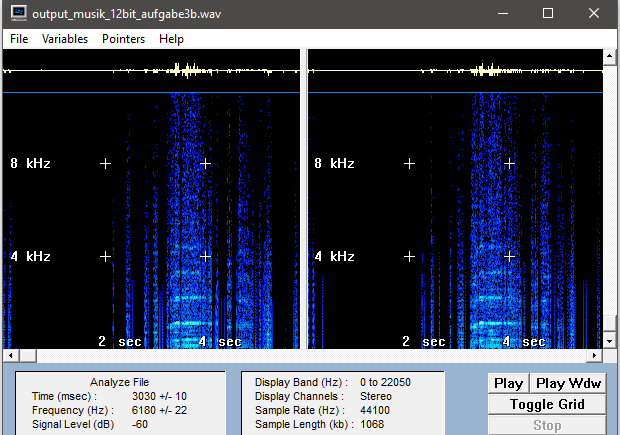 output_musik_12bit_aufgabe3b.wav
File Variables Pointers Help
8 kHz 8 kHz
4 kHz 4 kHz
2 sec 4 sec 2 sec 4 sec
Analyze File
Time (msec) : 3030 +/- 10
Frequency (Hz) : 6180 +/- 22
Signal Level (dB) -60
Display Band (Hz) : 0 to 22050
Display Channels : Stereo
Sample Rate (Hz) : 44100
Sample Length (kb) : 1068
Play Play Wdw
Toggle Grid
Stop